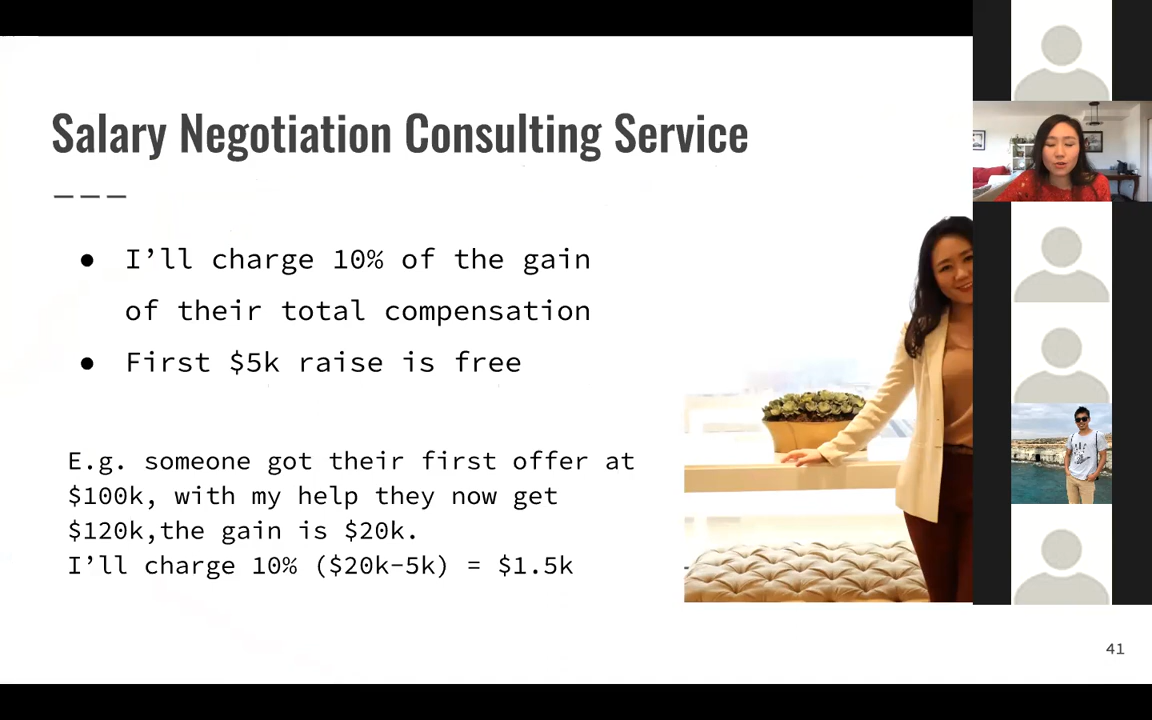 Salary Negotiation Consulting Service
● I’ll charge 10% of the gain
of their total compensation
● First $5k raise is free
E.g. someone got their first offer at
$100k, with my help they now get
$120k,the gain is $20k.
I’ll charge 10% ($20k-5k) = $1.5k
41